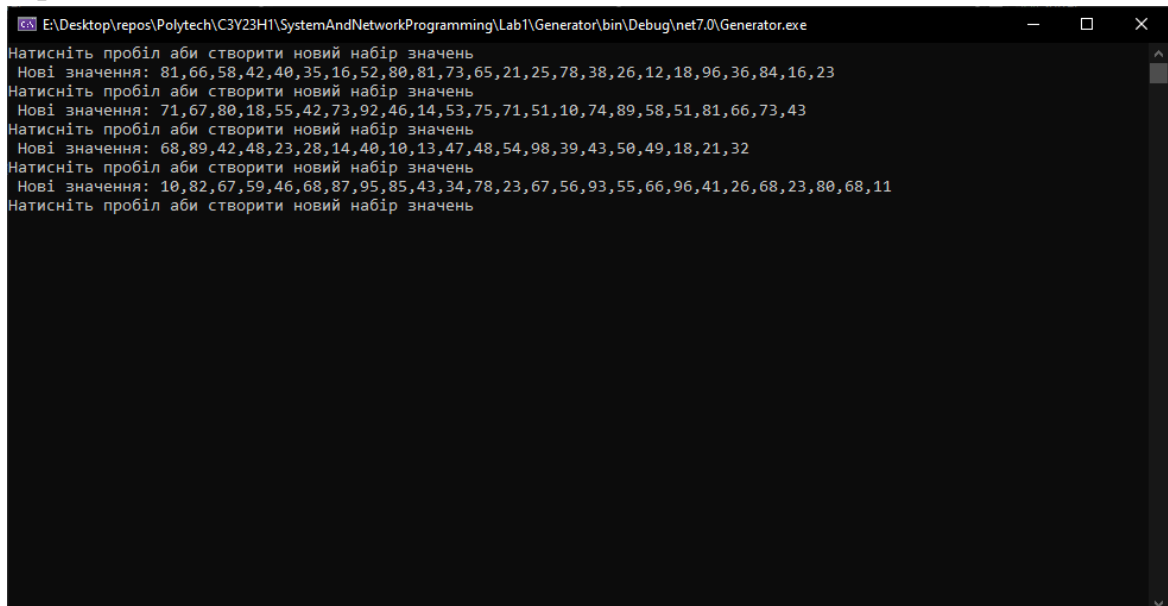 E:\Desktop\repos\Polytech\C3Y23H1\SystemAndNetworkProgramming\Lab1\Generator\bin\Debug\net7.0\Generator.exe
Натисніть пробіл аби створити новий набір значень
Нові значення: 81,66,58,42,40,35,16,52,80,81,73,65,21,25,78,38,26,12,18,96,36,84,16,23
Натисніть пробіл аби створити новий набір значень
Нові значення: 71,67,80,18,55,42,73,92,46,14,53,75,71,51,10,74,89,58,51,81,66,73,43
Натисніть пробіл аби створити новий набір значень
Нові значення: 68,89,42,48,23,28,14,40,10,13,47,48,54,98,39,43,50,49,18,21,32
Натисніть пробіл аби створити новий набір значень
Нові значення: 10,82,67,59,46,68,87,95,85,43,34,78,23,67,56,93,55,66,96,41,26,68,23,80,68,11
Натисніть пробіл аби створити новий набір значень